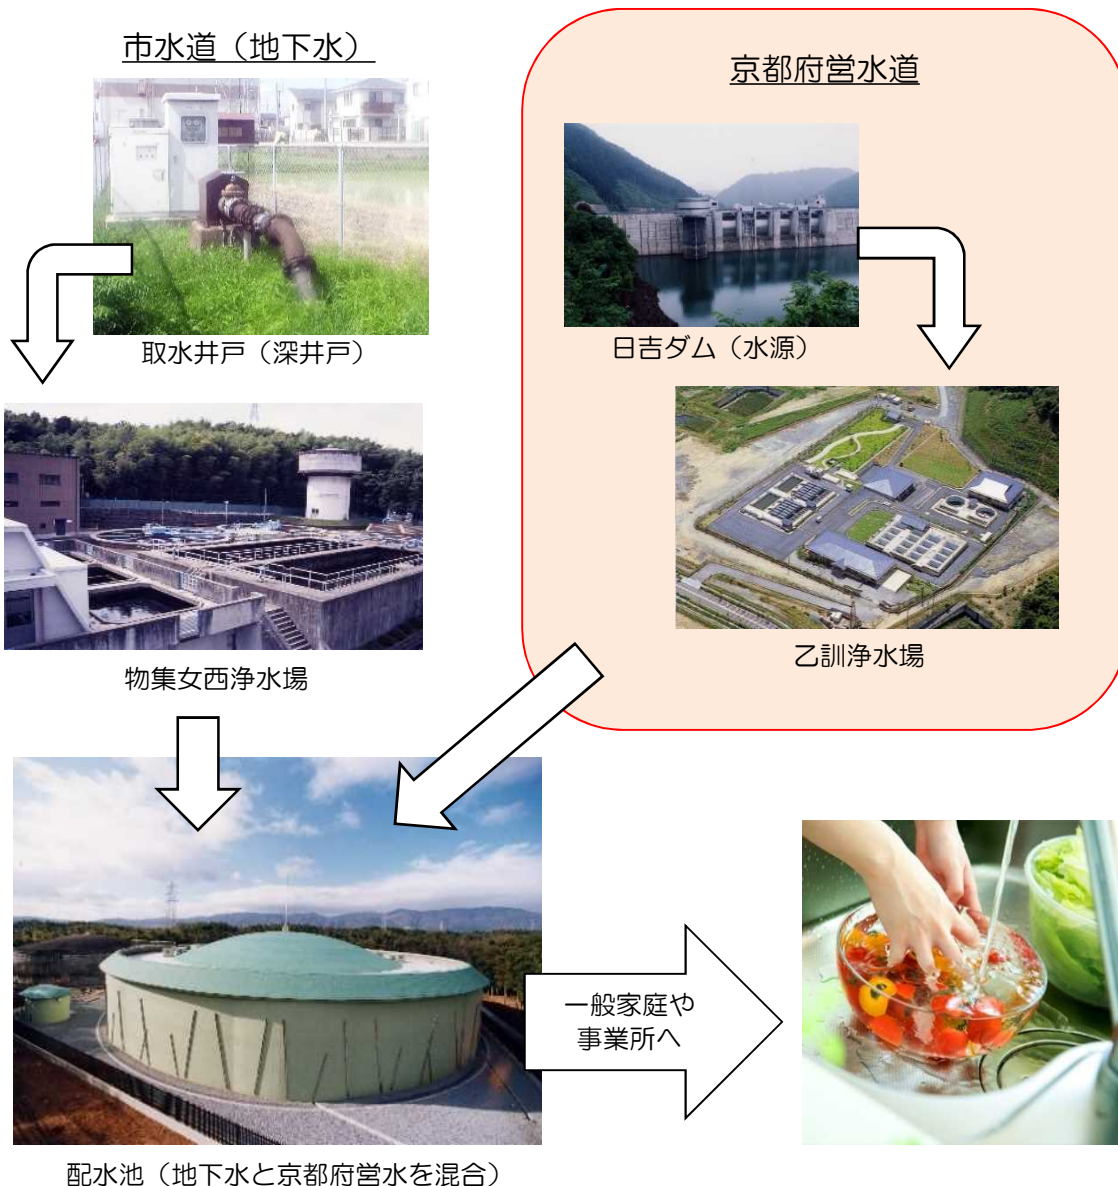 市水道（地下水）
京都府営水道
取水井戸（深井戸）
日吉ダム（水源）
物集女西浄水場
乙訓浄水場
一般家庭や
事業所へ
配水池（地下水と京都府営水を混合）